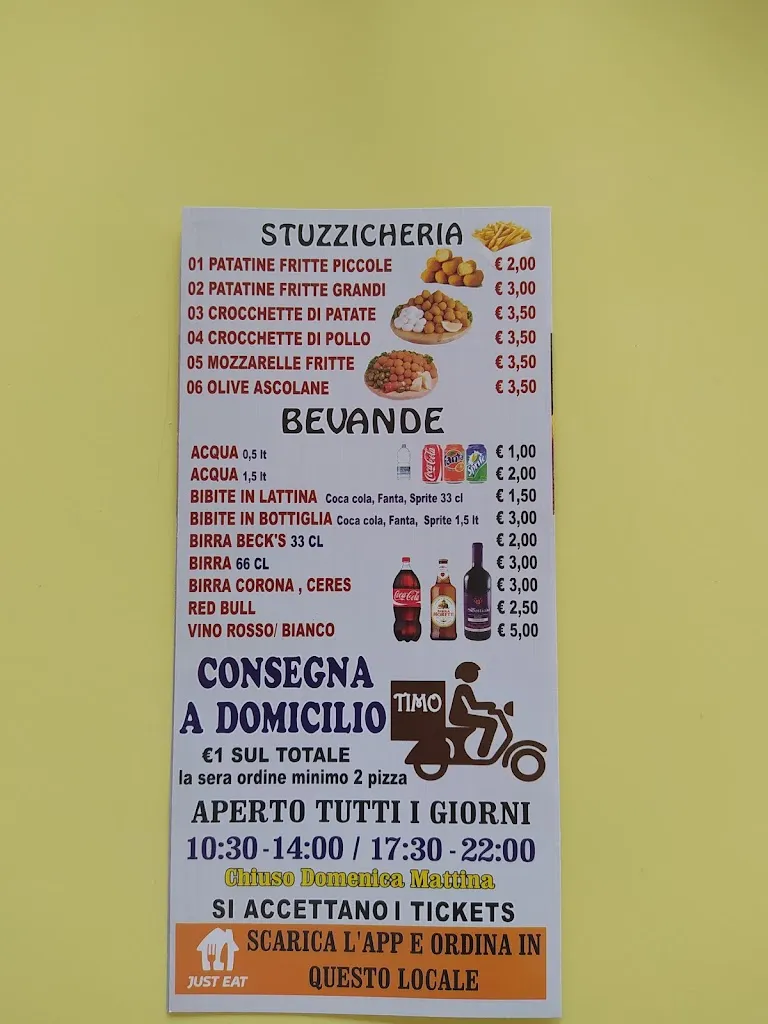 STUZZICHERIA
01 PATATINE FRITTE PICCOLE € 2,00
02 PATATINE FRITTE GRANDI € 3,00
03 CROCCHETTE DI PATATE € 3,50
04 CROCCHETTE DI POLLO € 3,50
05 MOZZARELLE FRITTE € 3,50
06 OLIVE ASCOLANE € 3,50
BEVANDE
ACQUA 0,5 lt € 1,00
ACQUA 1,5 lt € 2,00
BIBITE IN LATTINA Coca cola, Fanta, Sprite 33 cl € 1,50
BIBITE IN BOTTIGLIA Coca cola, Fanta, Sprite 1,5 lt € 3,00
BIRRA BECK'S 33 CL € 2,00
BIRRA 66 CL € 3,00
BIRRA CORONA , CERES € 3,00
RED BULL € 2,50
VINO ROSSO/ BIANCO € 5,00
Coca-Cola
Fanta
Sprite
Coca-Cola
CONSEGNA
A DOMICILIO
TIMO
€1 SUL TOTALE
la sera ordine minimo 2 pizza
APERTO TUTTI I GIORNI
10:30-14:00 / 17:30-22:00
Chiuso Domenica Mattina
SI ACCETTANO I TICKETS
SCARICA L'APP E ORDINA IN
QUESTO LOCALE
JUST EAT